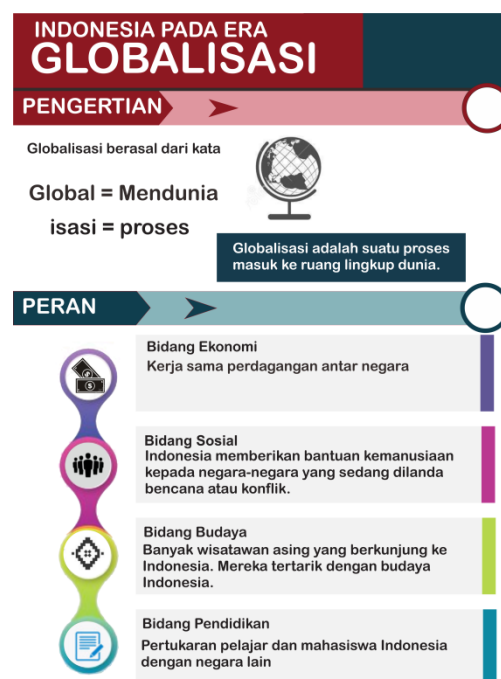 INDONESIA PADA ERA
GLOBALISASI
PENGERTIAN
Globalisasi berasal dari kata
Global = Mendunia
isasi = proses
Globalisasi adalah suatu proses
masuk ke ruang lingkup dunia.
PERAN
Bidang Ekonomi
Kerja sama perdagangan antar negara
Bidang Sosial
Indonesia memberikan bantuan kemanusiaan
kepada negara-negara yang sedang dilanda
bencana atau konflik.
Bidang Budaya
Banyak wisatawan asing yang berkunjung ke
Indonesia. Mereka tertarik dengan budaya
Indonesia.
Bidang Pendidikan
Pertukaran pelajar dan mahasiswa Indonesia
dengan negara lain